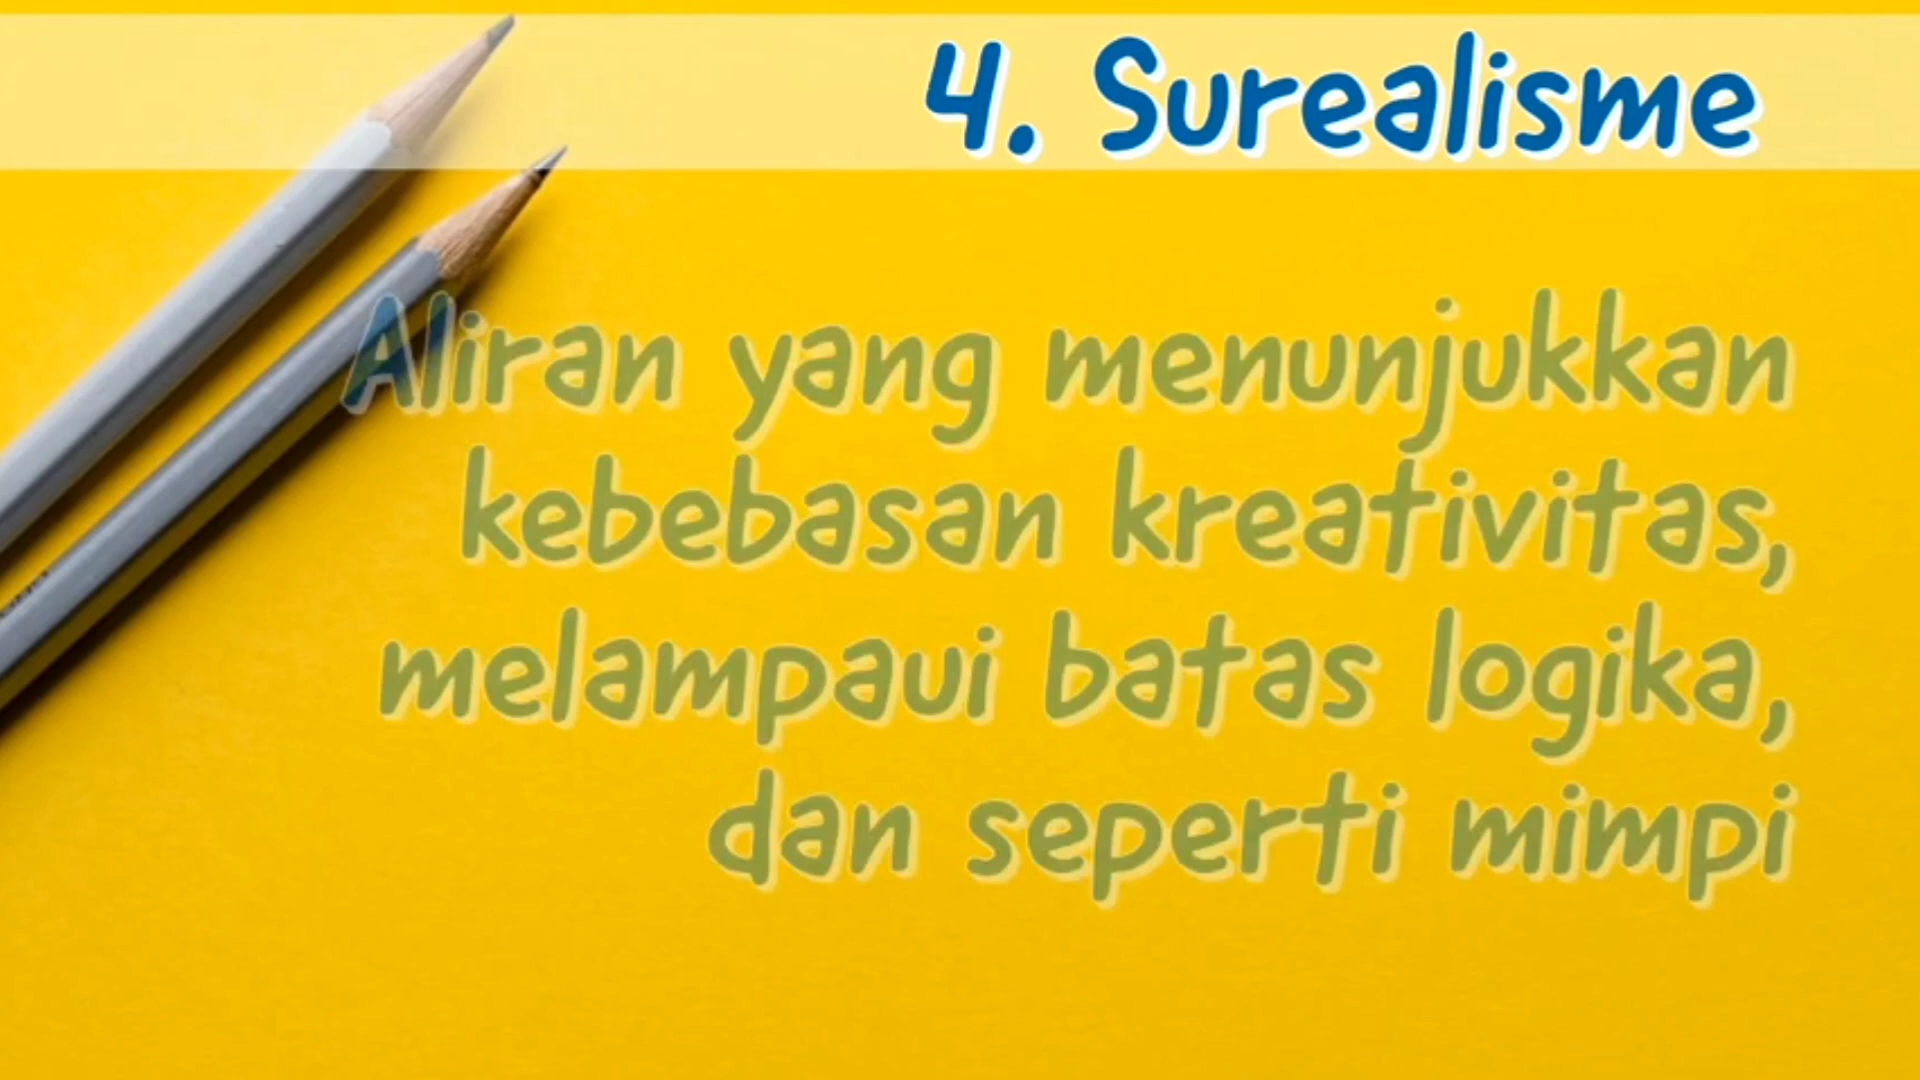 4. Surealisme
Aliran yang menunjukkan
kebebasan kreativitas,
melampaui batas logika,
dan seperti mimpi